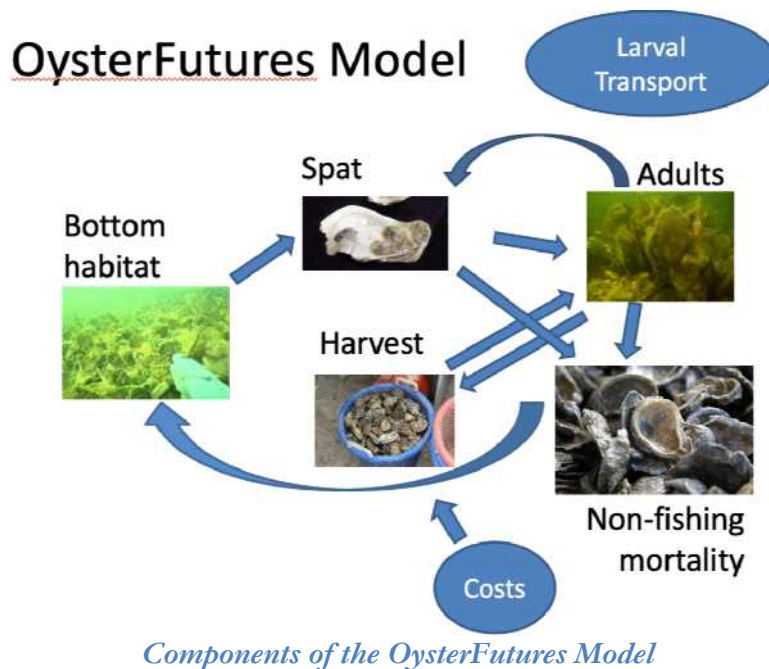 OysterFutures Model
Larval
Transport
Spat
Adults
Bottom
habitat
Harvest
Non-fishing
mortality
Costs
Components of the OysterFutures Model